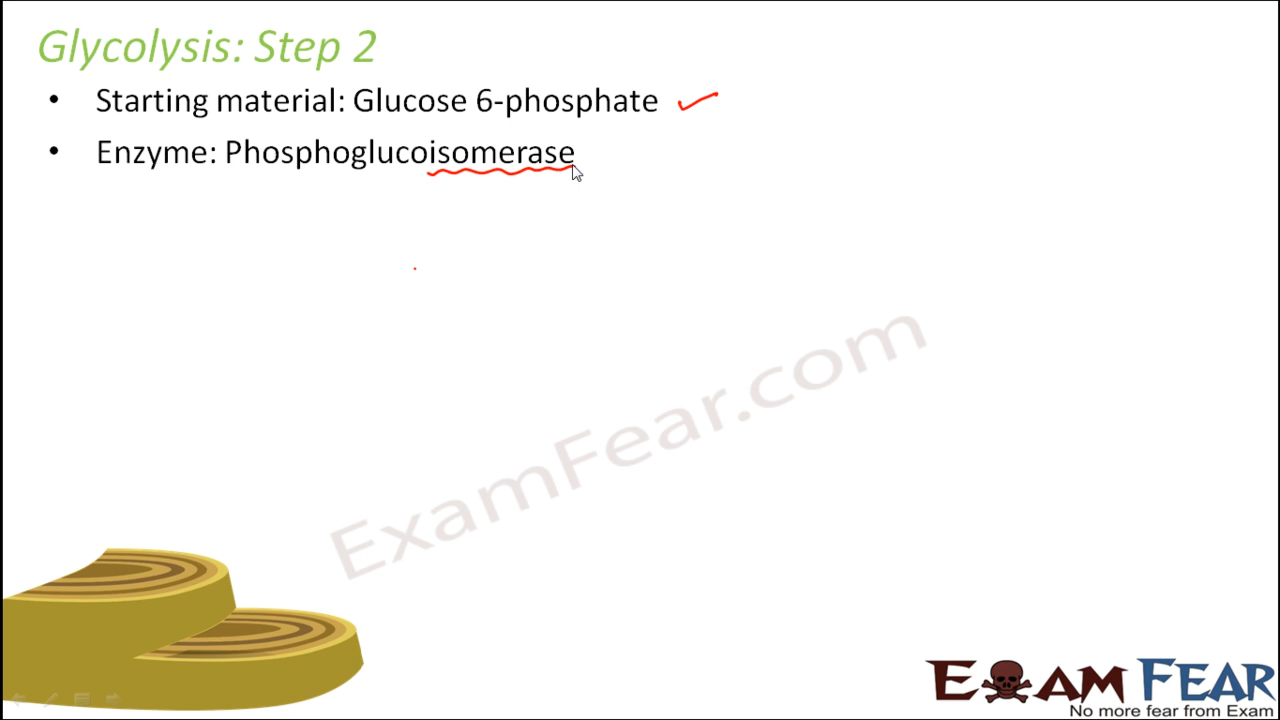 Glycolysis: Step 2
• Starting material: Glucose 6-phosphate
• Enzyme: Phosphoglucoisomerase
ExamFear.com
EXAM FEAR
No more fear from Exam